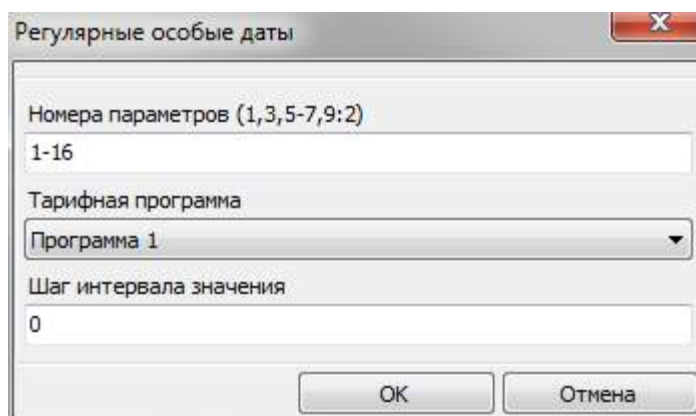 Регулярные особые даты
Номера параметров (1,3,5-7,9:2)
1-16
Тарифная программа
Программа 1
Шаг интервала значения
0
ОК Отмена